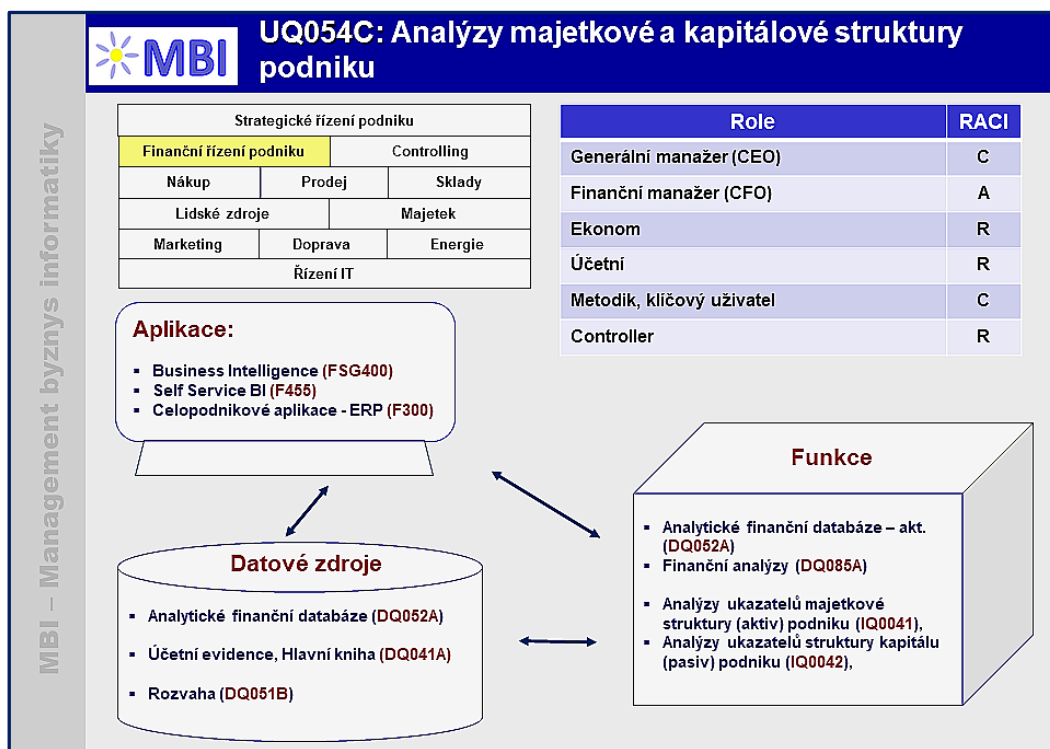 MBI
UQ054C: Analýzy majetkové a kapitálové struktury
podniku
MBI – Management byznys informatiky
Strategické řízení podniku
Finanční řízení podniku
Controlling
Nákup
Prodej
Sklady
Lidské zdroje
Majetek
Marketing
Doprava
Energie
Řízení IT
Role
RACI
Generální manažer (CEO)
C
Finanční manažer (CFO)
A
Ekonom
R
Účetní
R
Metodik, klíčový uživatel
C
Controller
R
Aplikace:
▪ Business Intelligence (FSG400)
▪ Self Service BI (F455)
▪ Celopodnikové aplikace - ERP (F300)
Datové zdroje
▪ Analytické finanční databáze (DQ052A)
▪ Účetní evidence, Hlavní kniha (DQ041A)
▪ Rozvaha (DQ051B)
Funkce
▪ Analytické finanční databáze – akt.
(DQ052A)
▪ Finanční analýzy (DQ085A)
▪ Analýzy ukazatelů majetkové
struktury (aktiv) podniku (IQ0041),
▪ Analýzy ukazatelů struktury kapitálu
(pasiv) podniku (IQ0042),